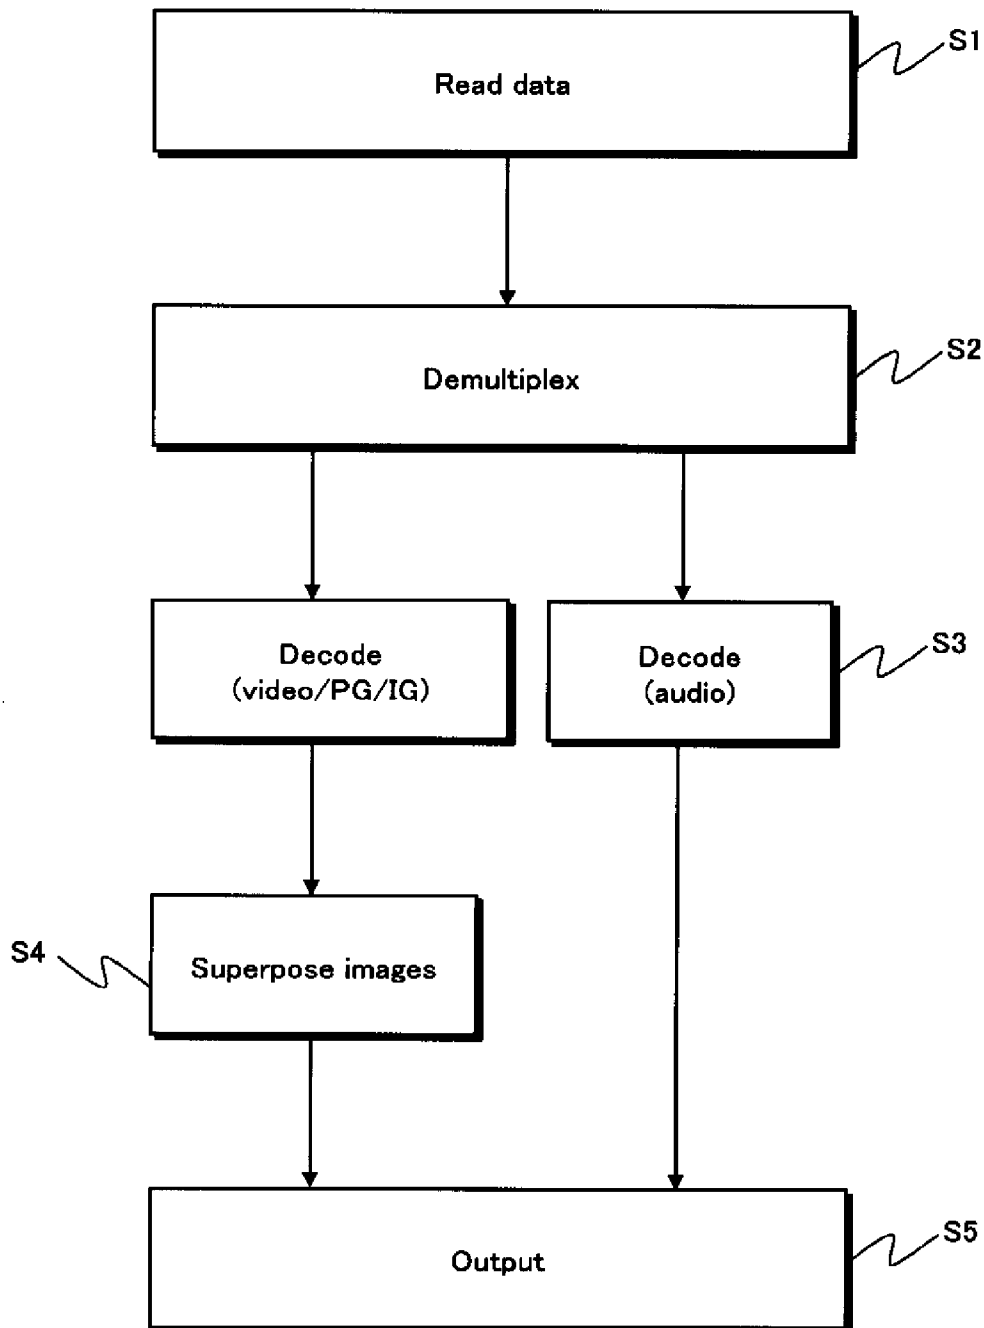 Read data
S1
Demultiplex
S2
Decode
(video/PG/IG)
Decode
(audio)
S3
S4
Superpose images
Output
S5